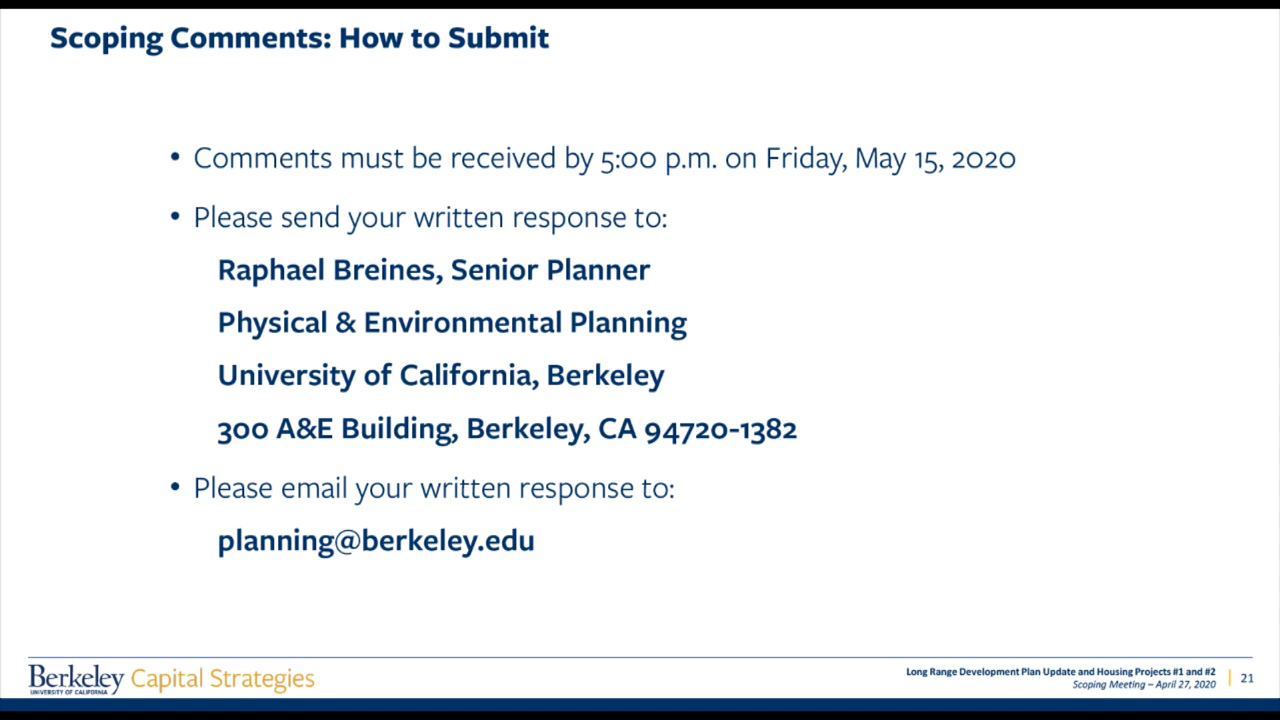 Scoping Comments: How to Submit
• Comments must be received by 5:00 p.m. on Friday, May 15, 2020
• Please send your written response to:
Raphael Breines, Senior Planner
Physical & Environmental Planning
University of California, Berkeley
300 A&E Building, Berkeley, CA 94720-1382
• Please email your written response to:
planning@berkeley.edu
Berkeley Capital Strategies
UNIVERSITY OF CALIFORNIA
Long Range Development Plan Update and Housing Projects #1 and #2
Scoping Meeting – April 27, 2020
21